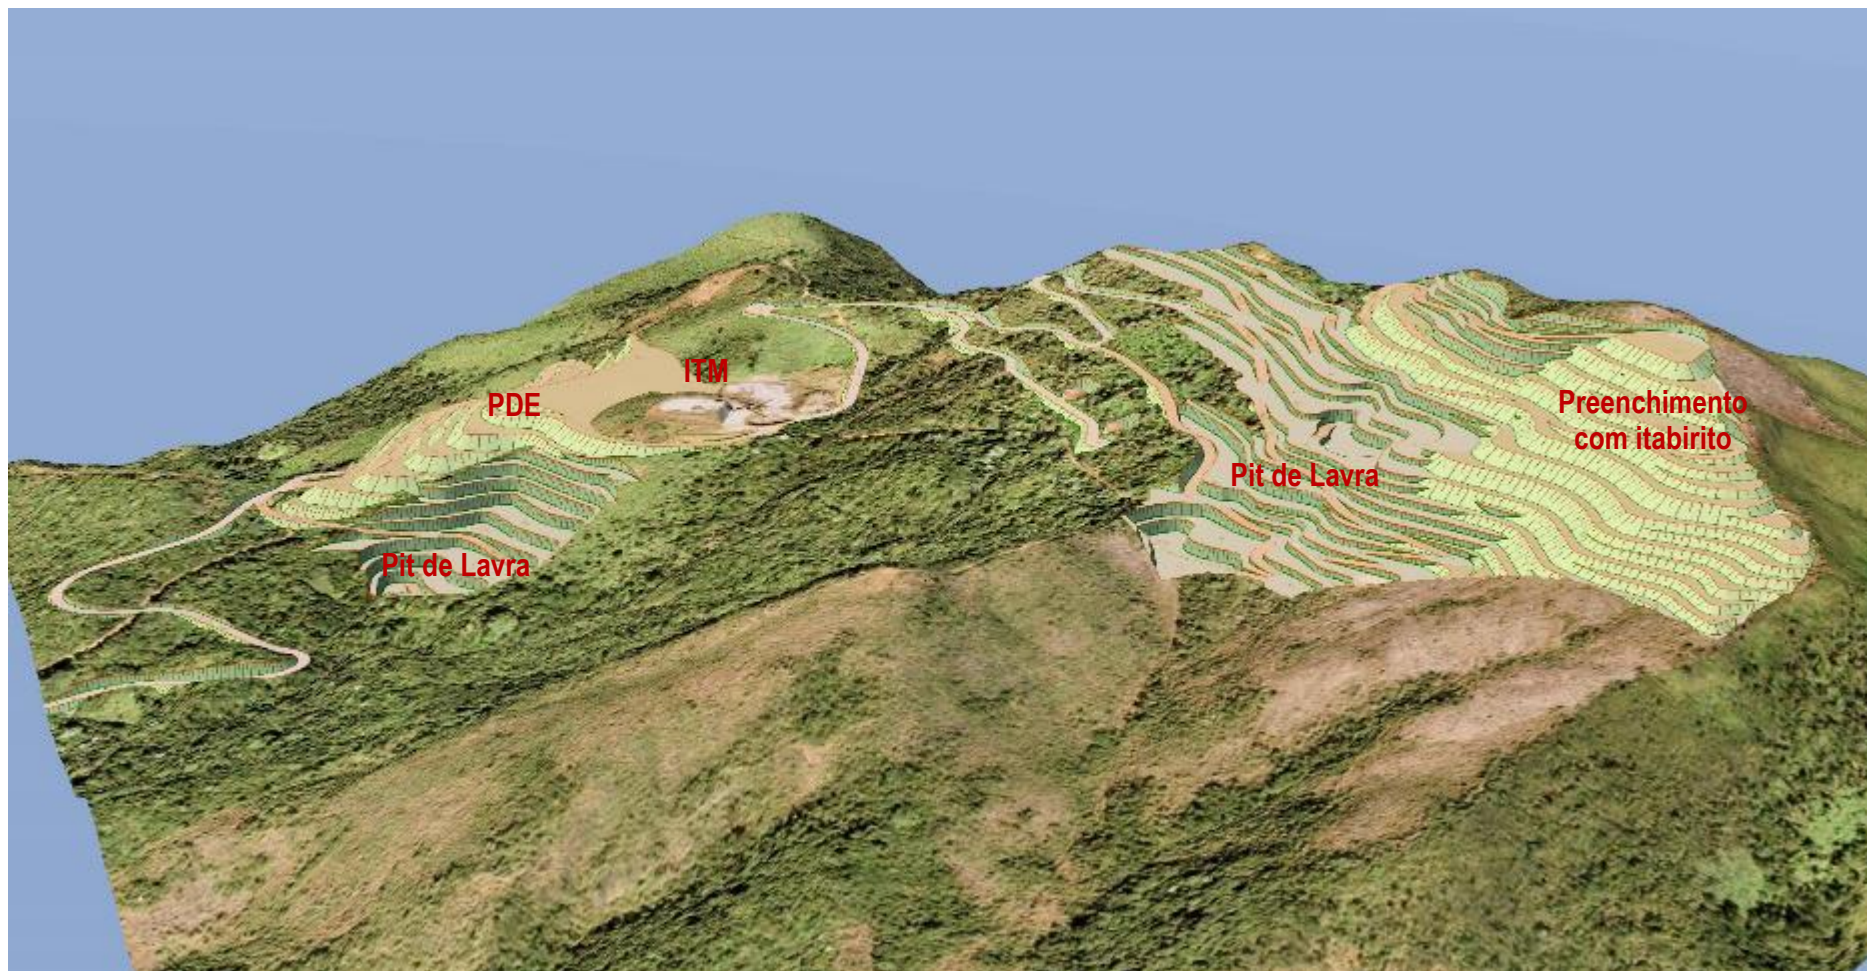 ITM
PDE
Preenchimento
com itabirito
Pit de Lavra
Pit de Lavra